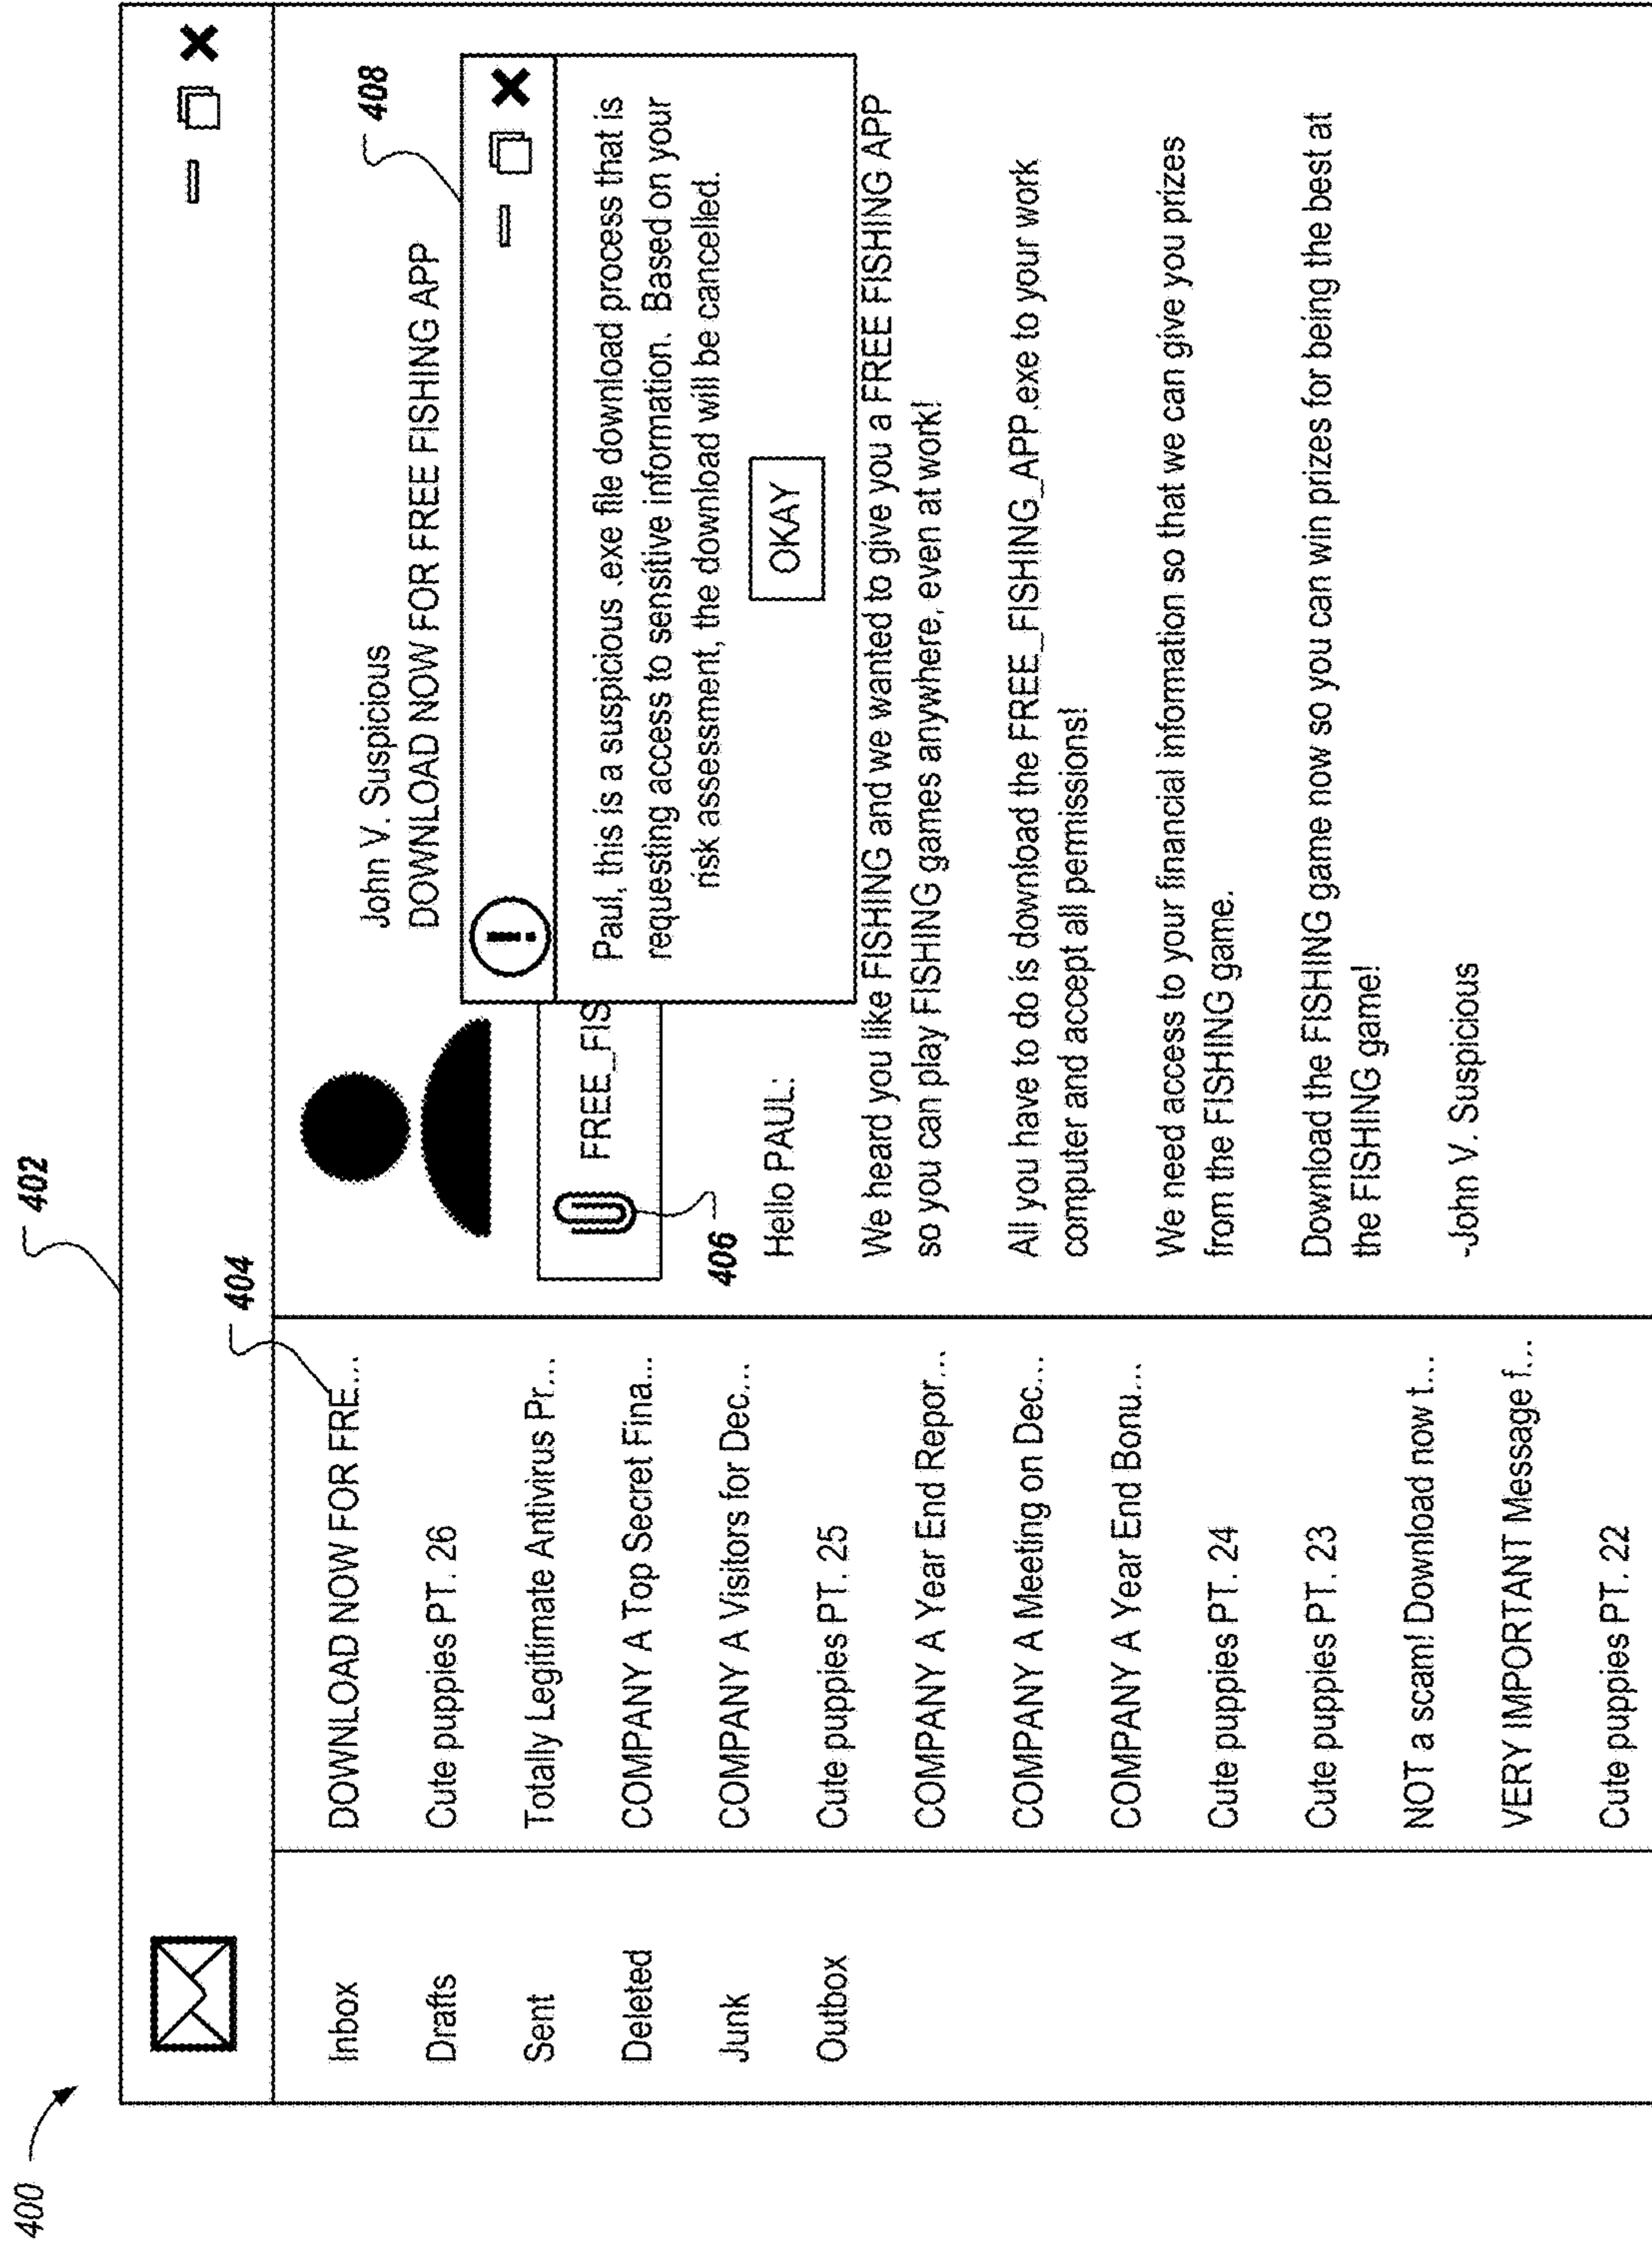 400
402
Inbox
Drafts
Sent
Deleted
Junk
Outbox
404
DOWNLOAD NOW FOR FRE...
Cute puppies PT. 26
Totally Legitimate Antivirus Pr...
COMPANY A Top Secret Fina...
COMPANY A Visitors for Dec...
Cute puppies PT. 25
COMPANY A Year End Repor...
COMPANY A Meeting on Dec...
COMPANY A Year End Bonu...
Cute puppies PT. 24
Cute puppies PT. 23
NOT a scam! Download now t...
VERY IMPORTANT Message f...
Cute puppies PT. 22
John V. Suspicious
DOWNLOAD NOW FOR FREE FISHING APP
408
!
Paul, this is a suspicious .exe file download process that is
requesting access to sensitive information. Based on your
risk assessment, the download will be cancelled.
OKAY
FREE_FIS
406
Hello PAUL:
We heard you like FISHING and we wanted to give you a FREE FISHING APP
so you can play FISHING games anywhere, even at work!
All you have to do is download the FREE_FISHING_APP.exe to your work
computer and accept all permissions!
We need access to your financial information so that we can give you prizes
from the FISHING game.
Download the FISHING game now so you can win prizes for being the best at
the FISHING game!
-John V. Suspicious